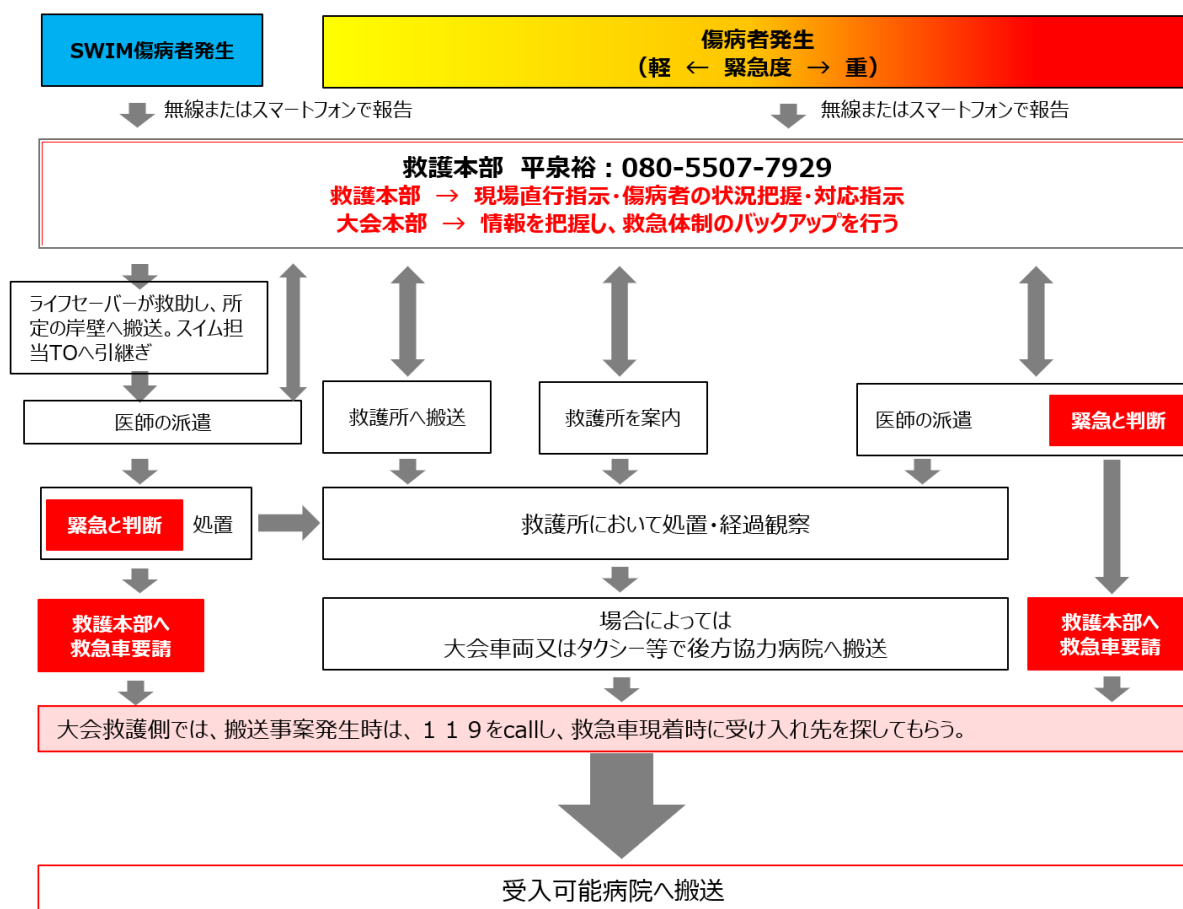 SWIM傷病者発生
傷病者発生
(軽 ← 緊急度 → 重)
無線またはスマートフォンで報告
無線またはスマートフォンで報告
救護本部 平泉裕：080-5507-7929
救護本部 → 現場直行指示・傷病者の状況把握・対応指示
大会本部 → 情報を把握し、救急体制のバックアップを行う
ライフセーバーが救助し、所
定の岸壁へ搬送。スイム担
当TOへ引継ぎ
医師の派遣
救護所へ搬送
救護所を案内
医師の派遣
緊急と判断
緊急と判断
処置
救護所において処置・経過観察
救護本部へ
救急車要請
場合によっては
大会車両又はタクシー等で後方協力病院へ搬送
救護本部へ
救急車要請
大会救護側では、搬送事案発生時は、１１９をcallし、救急車現着時に受け入れ先を探してもらう。
受入可能病院へ搬送